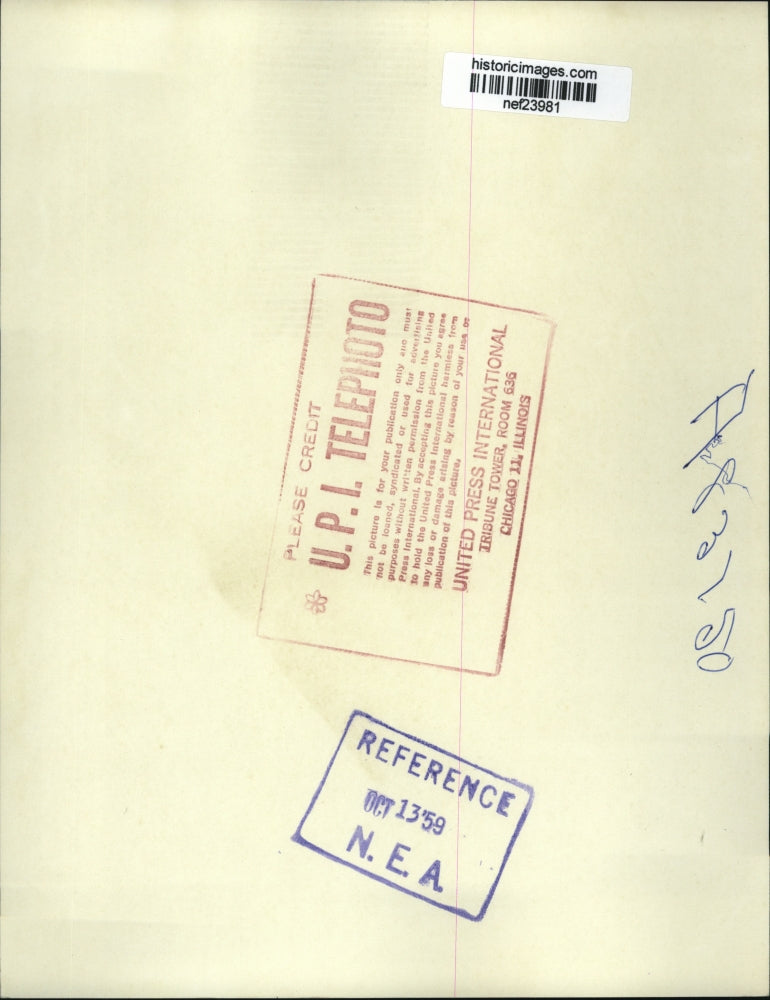 historicimages.com
nef23981
PLEASE CREDIT
U.P.I. TELEPHOTO
This picture is for your publication only and must
not be loaned, syndicated or used for advertising
purposes without written permission from the United
Press International. By accepting this picture you agree
to hold the United Press International harmless from
any loss or damage arising by reason of your use or
publication of this picture.
UNITED PRESS INTERNATIONAL
TRIBUNE TOWER, ROOM 636
CHICAGO 11, ILLINOIS
REFERENCE
OCT 13'59
N. E. A.